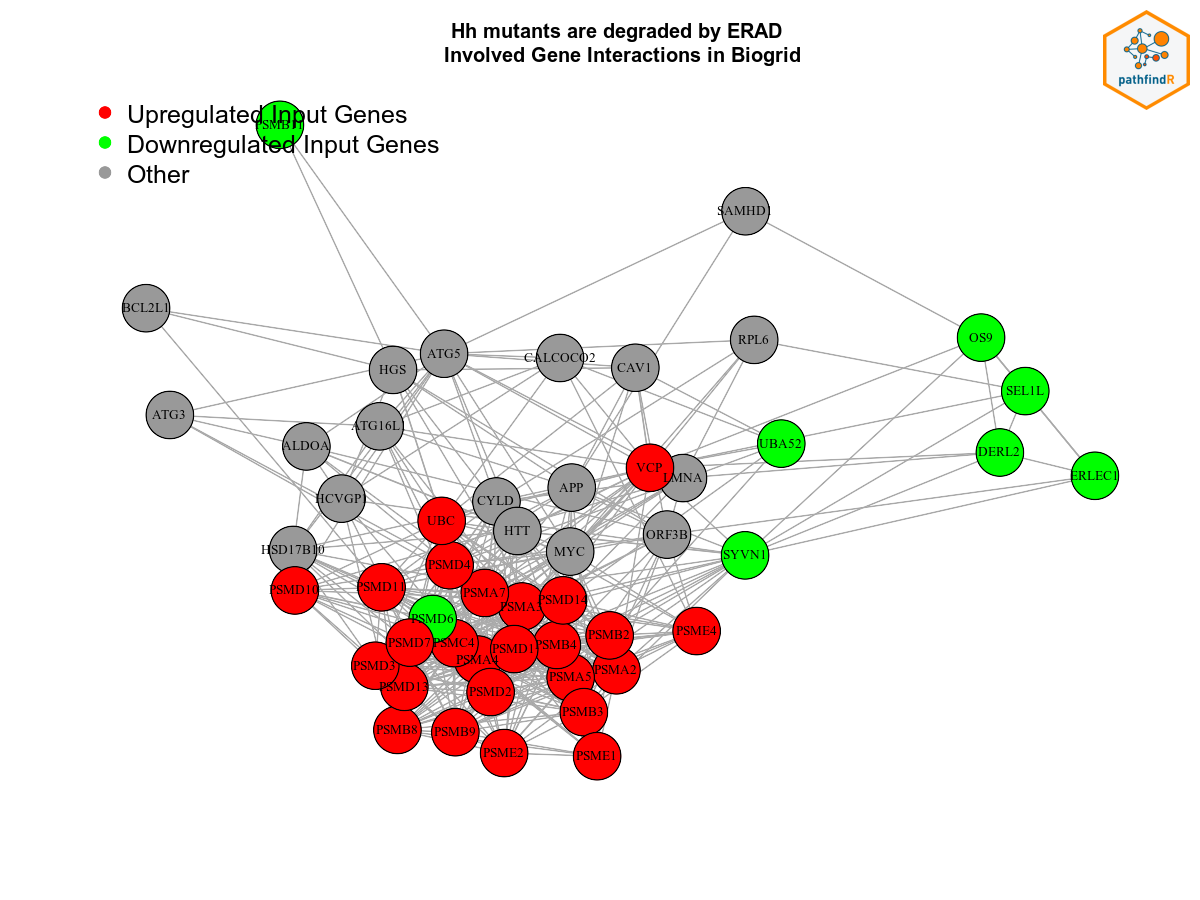 Hh mutants are degraded by ERAD
Involved Gene Interactions in Biogrid
pathfindR
Upregulated Input Genes
Downregulated Input Genes
Other
PSMB11
SAMHD1
BCL2L1
OS9
RPL6
ATG5
CALCOCO2
CAV1
HGS
SEL1L
ATG3
ATG16L
ALDOA
UBA52
DERL2
VCP
LMNA
ERLEC1
HCVGP1
CYLD
APP
UBC
HTT
ORF3B
HSD17B10
MYC
SYVN1
PSMD4
PSMD10
PSMD11
PSMA7
PSMA3
PSMD14
PSMD6
PSME4
PSMB2
PSMD7
PSMC4
PSMD1
PSMB4
PSMD3
PSMA4
PSMA2
PSMA5
PSMD13
PSMD2
PSMB3
PSMB8
PSMB9
PSME2
PSME1